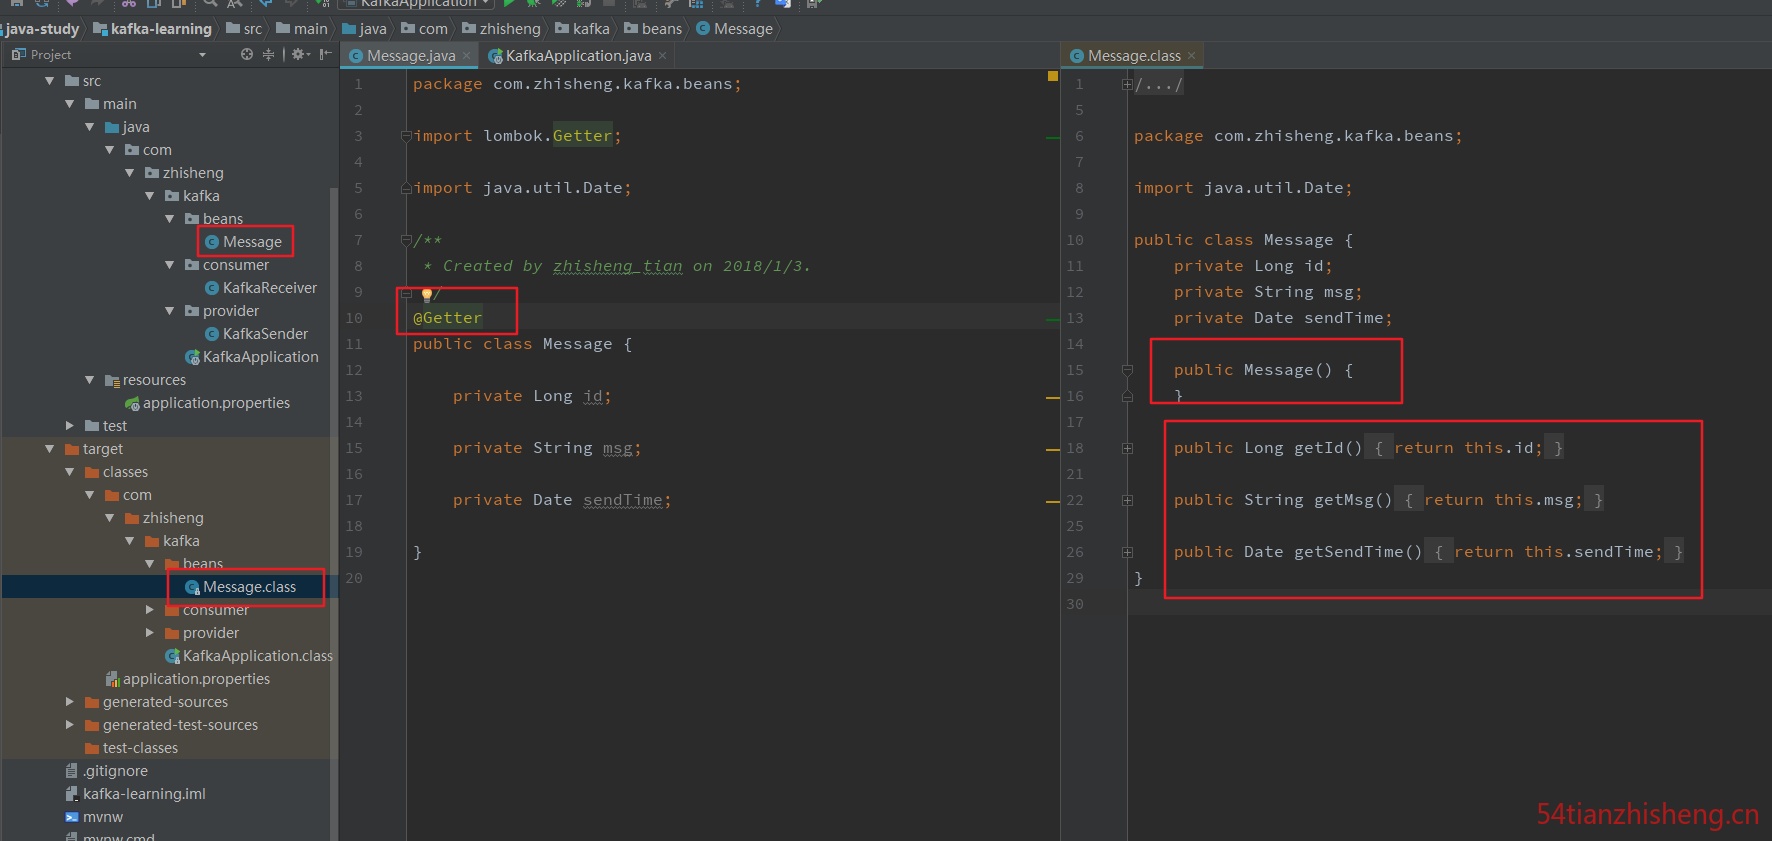 KafkaApplication
java-study kafka-learning src main java com zhisheng kafka beans Message
Project
src
main
java
com
zhisheng
kafka
beans
Message
consumer
KafkaReceiver
provider
KafkaSender
KafkaApplication
resources
application.properties
test
target
classes
com
zhisheng
kafka
beans
Message.class
consumer
provider
KafkaApplication.class
application.properties
generated-sources
generated-test-sources
test-classes
.gitignore
kafka-learning.iml
mvnw
mvnw.cmd
Message.java KafkaApplication.java
1 package com.zhisheng.kafka.beans;
2
3 import lombok.Getter;
4
5 import java.util.Date;
6
7 /**
8 * Created by zhisheng_tian on 2018/1/3.
9 /
10 @Getter
11 public class Message {
12
13 private Long id;
14
15 private String msg;
16
17 private Date sendTime;
18
19 }
20
Message.class
1 /.../
5
6 package com.zhisheng.kafka.beans;
7
8 import java.util.Date;
9
10 public class Message {
11 private Long id;
12 private String msg;
13 private Date sendTime;
14
15 public Message() {
16 }
17
18 public Long getId() { return this.id; }
21
22 public String getMsg() { return this.msg; }
25
26 public Date getSendTime() { return this.sendTime; }
29 }
30
54tianzhisheng.cn